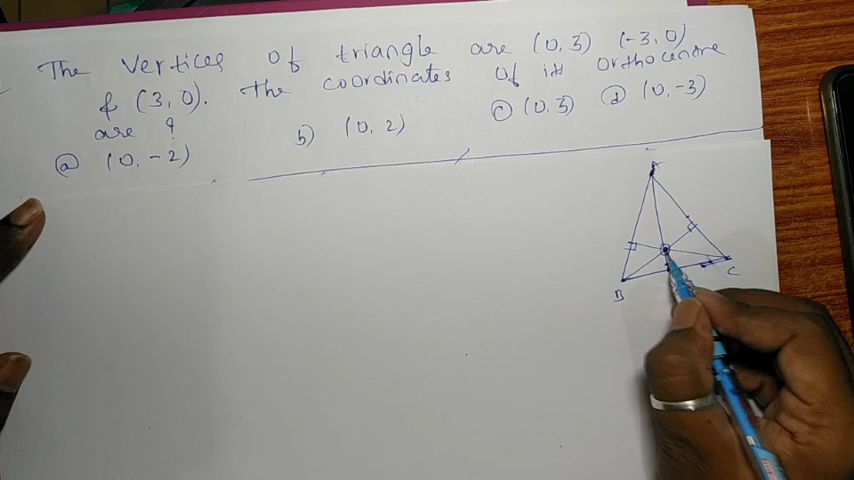 The vertices of triangle are (0,3) (-3,0)
& (3,0). the coordinates of its orthocentre
are ?
ⓐ (0,-2) b) (0,2) ⓒ (0,3) ⓓ (0,-3)
A
B
C